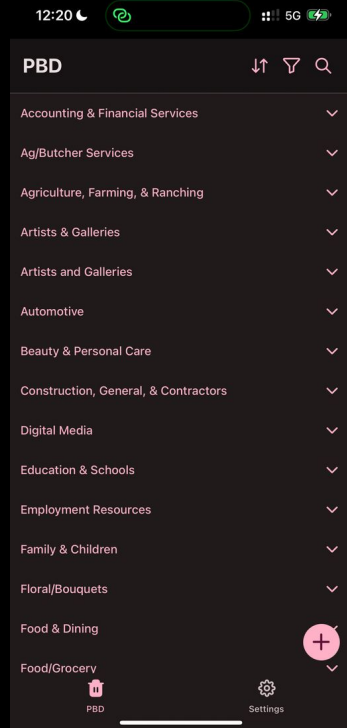 12:20
5G
PBD
Accounting & Financial Services
Ag/Butcher Services
Agriculture, Farming, & Ranching
Artists & Galleries
Artists and Galleries
Automotive
Beauty & Personal Care
Construction, General, & Contractors
Digital Media
Education & Schools
Employment Resources
Family & Children
Floral/Bouquets
Food & Dining
Food/Grocery
PBD
Settings